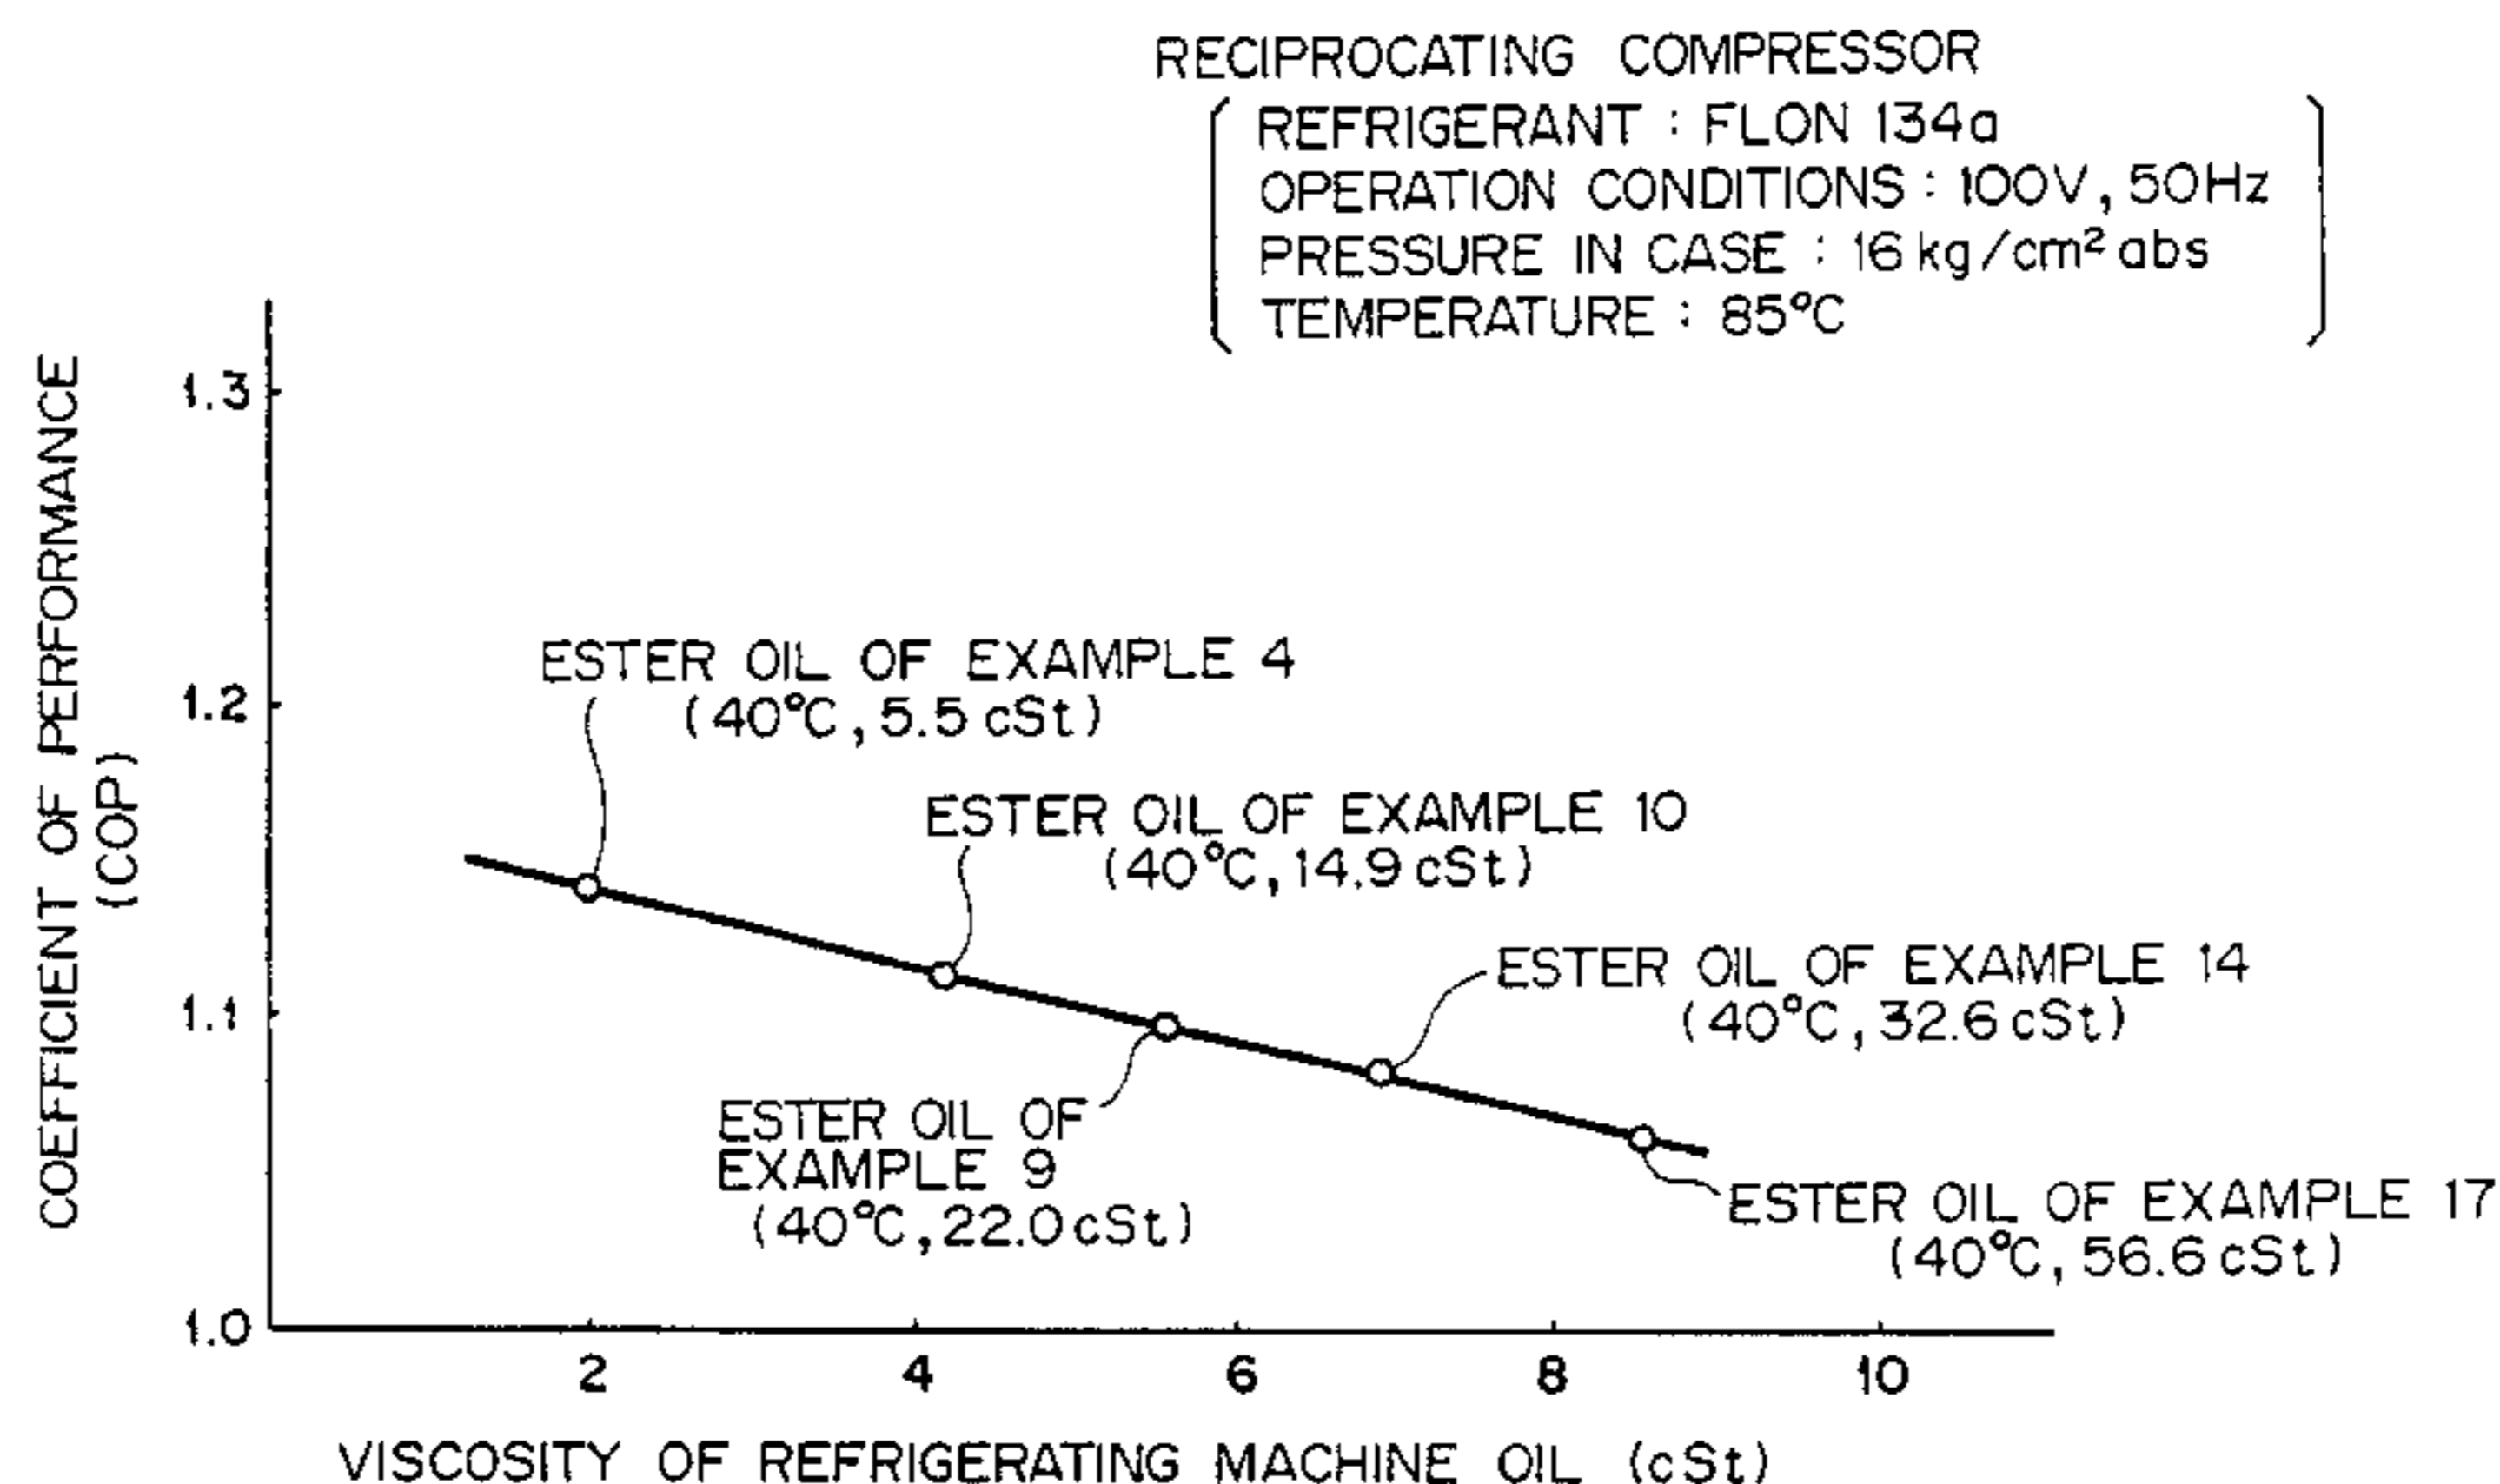 RECIPROCATING COMPRESSOR
REFRIGERANT : FLON 134a
OPERATION CONDITIONS : 100V, 50Hz
PRESSURE IN CASE : 16 kg/cm² abs
TEMPERATURE : 85°C
COEFFICIENT OF PERFORMANCE
(COP)
1.3
1.2
1.1
1.0
ESTER OIL OF EXAMPLE 4
(40°C, 5.5 cSt)
ESTER OIL OF EXAMPLE 10
(40°C, 14.9 cSt)
ESTER OIL OF EXAMPLE 14
(40°C, 32.6 cSt)
ESTER OIL OF
EXAMPLE 9
(40°C, 22.0 cSt)
ESTER OIL OF EXAMPLE 17
(40°C, 56.6 cSt)
2 4 6 8 10
VISCOSITY OF REFRIGERATING MACHINE OIL (cSt)